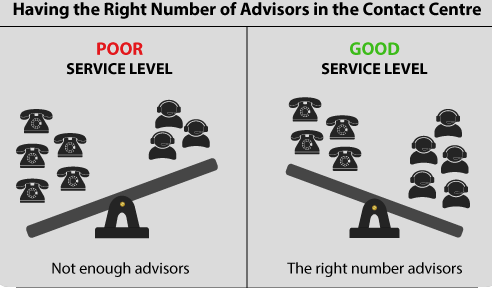 Having the Right Number of Advisors in the Contact Centre
POOR
SERVICE LEVEL
Not enough advisors
GOOD
SERVICE LEVEL
The right number advisors